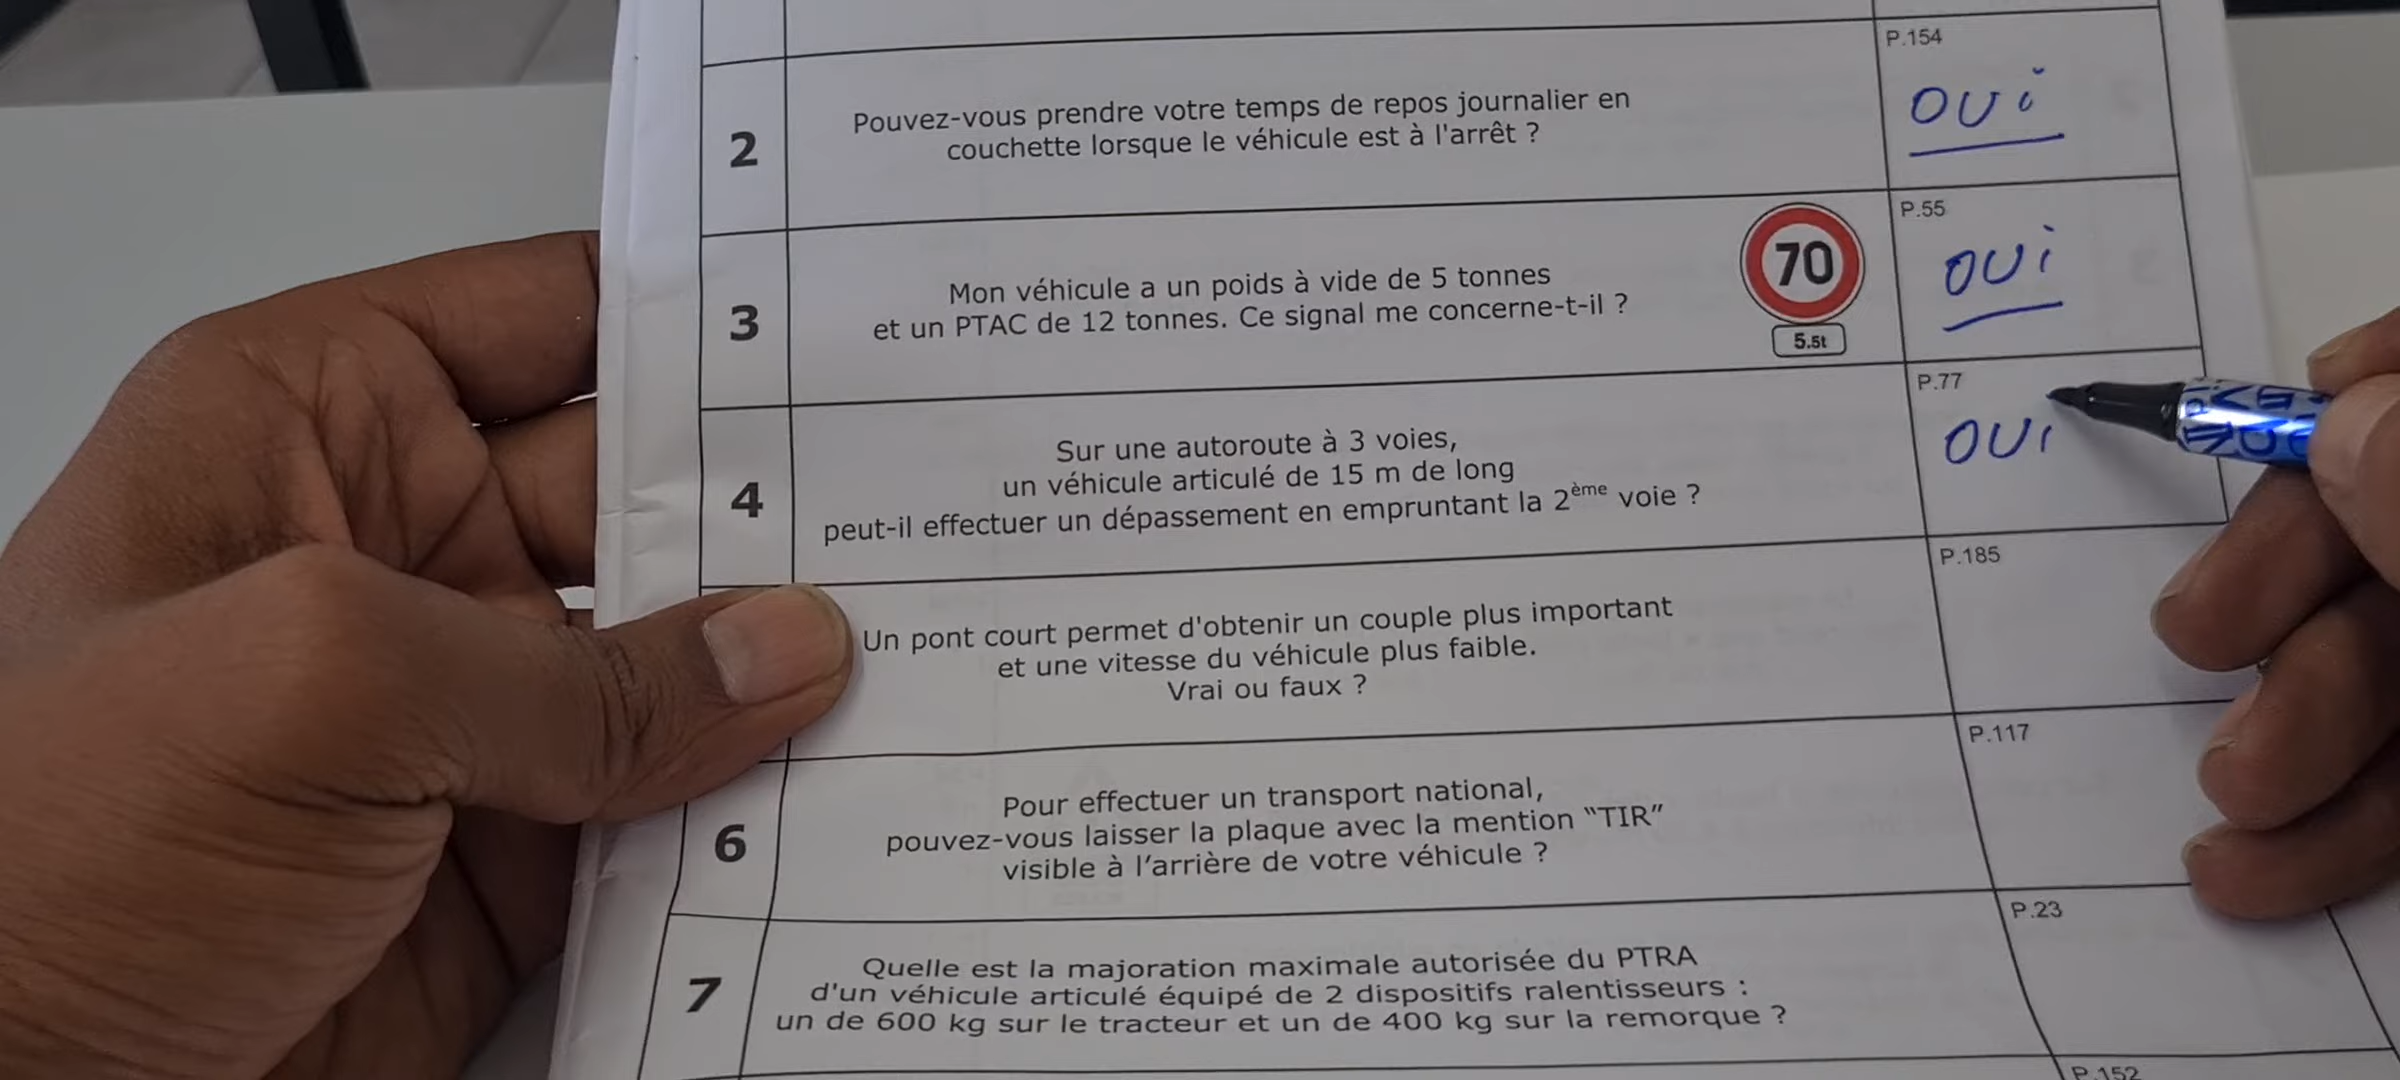 P.154
2
Pouvez-vous prendre votre temps de repos journalier en
couchette lorsque le véhicule est à l'arrêt ?
OUi
P.55
3
Mon véhicule a un poids à vide de 5 tonnes
et un PTAC de 12 tonnes. Ce signal me concerne-t-il ?
70
5.5t
OUi
P.77
4
Sur une autoroute à 3 voies,
un véhicule articulé de 15 m de long
peut-il effectuer un dépassement en empruntant la 2ème voie ?
OUi
P.185
Un pont court permet d'obtenir un couple plus important
et une vitesse du véhicule plus faible.
Vrai ou faux ?
P.117
6
Pour effectuer un transport national,
pouvez-vous laisser la plaque avec la mention “TIR”
visible à l’arrière de votre véhicule ?
P.23
7
Quelle est la majoration maximale autorisée du PTRA
d'un véhicule articulé équipé de 2 dispositifs ralentisseurs :
un de 600 kg sur le tracteur et un de 400 kg sur la remorque ?
P.152